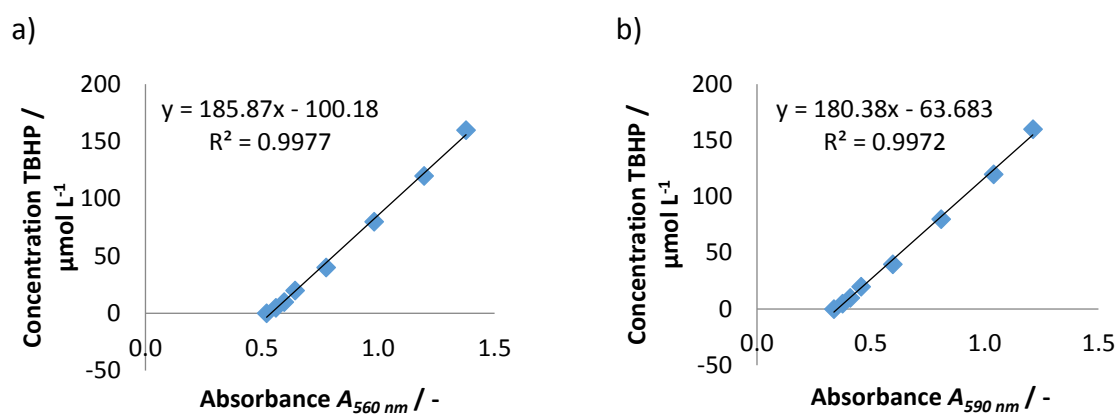 a)
Concentration TBHP /
µmol L⁻¹
200
150
100
50
0
-50
y = 185.87x - 100.18
R² = 0.9977
0.0 0.5 1.0 1.5
Absorbance A560 nm / -
b)
Concentration TBHP /
µmol L⁻¹
200
150
100
50
0
-50
y = 180.38x - 63.683
R² = 0.9972
0.0 0.5 1.0 1.5
Absorbance A590 nm / -